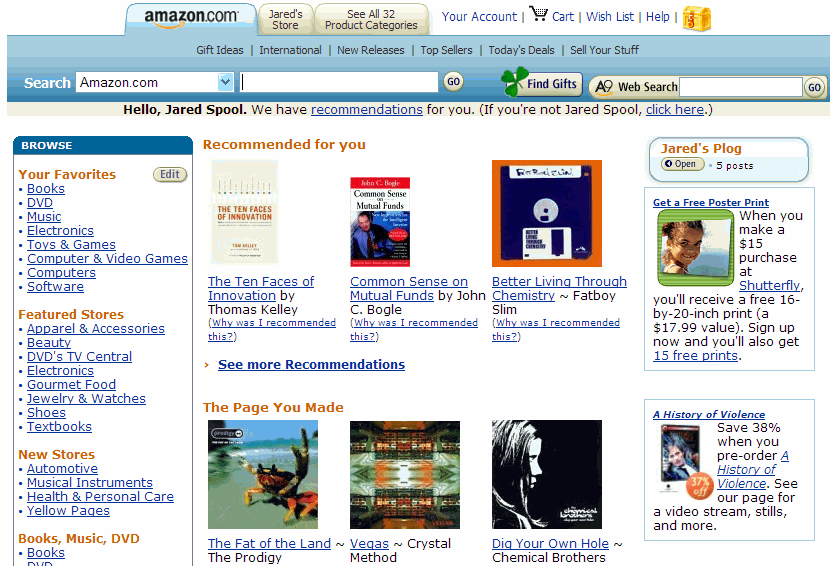 amazon.com
Jared's Store
See All 32 Product Categories
Your Account | Cart | Wish List | Help |
Gift Ideas | International | New Releases | Top Sellers | Today's Deals | Sell Your Stuff
Search Amazon.com GO Find Gifts A9 Web Search GO
Hello, Jared Spool. We have recommendations for you. (If you're not Jared Spool, click here.)
BROWSE
Your Favorites Edit
• Books
• DVD
• Music
• Electronics
• Toys & Games
• Computer & Video Games
• Computers
• Software
Featured Stores
• Apparel & Accessories
• Beauty
• DVD's TV Central
• Electronics
• Gourmet Food
• Jewelry & Watches
• Shoes
• Textbooks
New Stores
• Automotive
• Musical Instruments
• Health & Personal Care
• Yellow Pages
Books, Music, DVD
• Books
• DVD
Recommended for you
THE TEN FACES
OF INNOVATION
TOM KELLEY
John C. Bogle
Common Sense
on
Mutual Funds
FATBOY SLIM
BETTER LIVING
THROUGH
CHEMISTRY
The Ten Faces of
Innovation by
Thomas Kelley
(Why was I recommended
this?)
Common Sense on
Mutual Funds by John
C. Bogle
(Why was I recommended
this?)
Better Living Through
Chemistry ~ Fatboy
Slim
(Why was I recommended
this?)
› See more Recommendations
The Page You Made
prodigy
the chemical
brothers
The Fat of the Land ~
The Prodigy
Vegas ~ Crystal
Method
Dig Your Own Hole ~
Chemical Brothers
Jared's Plog
Open • 5 posts
Get a Free Poster Print
When you
make a
$15
purchase
at
Shutterfly,
you'll receive a free 16-
by-20-inch print (a
$17.99 value). Sign up
now and you'll also get
15 free prints.
A History of Violence
37%
off
Save 38%
when you
pre-order A
History of
Violence. See
our page for
a video stream, stills,
and more.